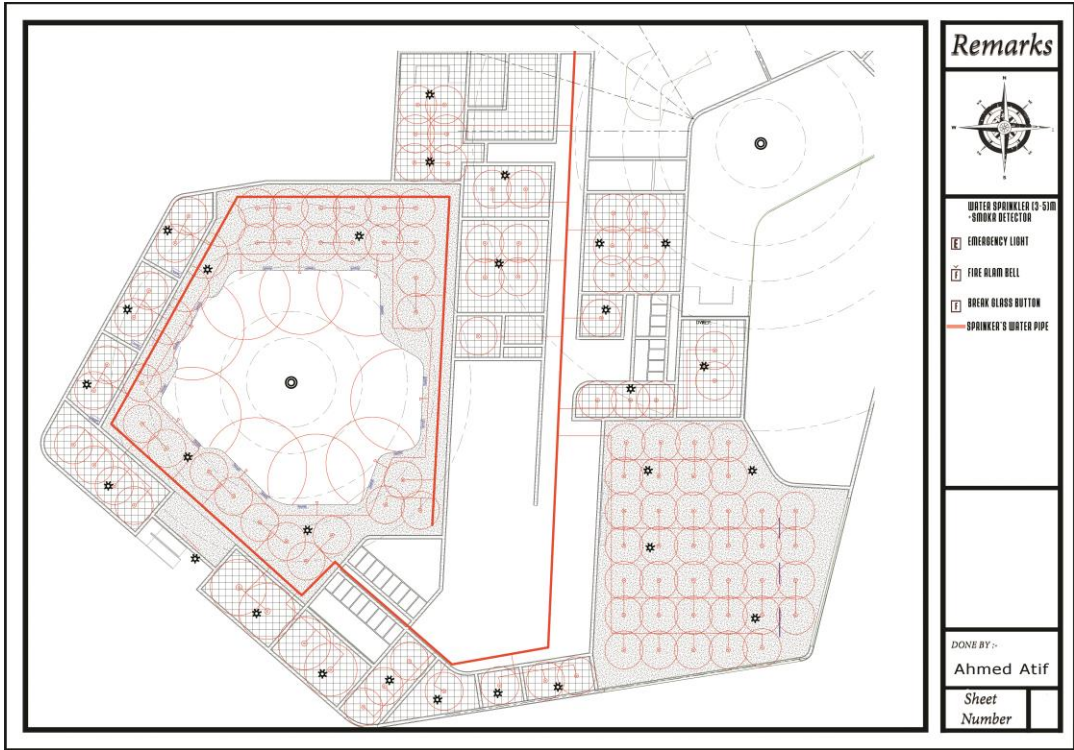 Remarks
N
W
E
S
WATER SPRINKLER (3-5)M
+SMOKR DETECTOR
E EMERGENCY LIGHT
F FIRE ALAM BELL
F BREAK GLASS BUTTON
SPRINKER'S WATER PIPE
DONE BY :-
Ahmed Atif
Sheet
Number